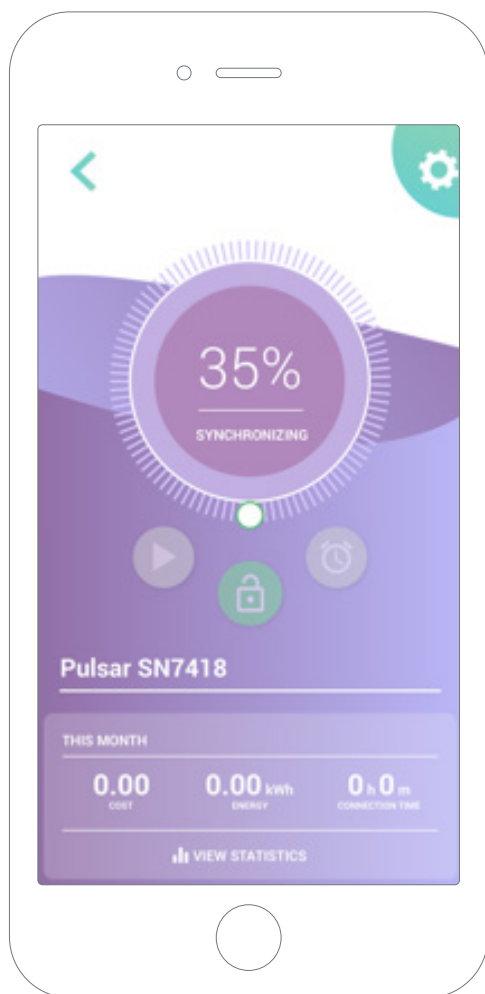 35%
SYNCHRONIZING
Pulsar SN7418
THIS MONTH
0.00 0.00 kWh 0 h 0 m
COST ENERGY CONNECTION TIME
VIEW STATISTICS